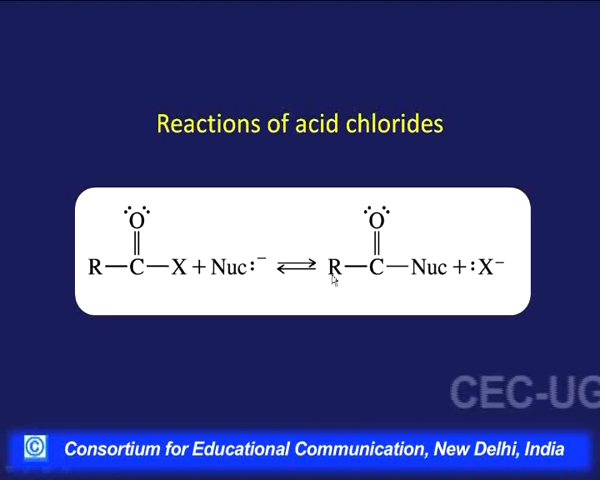 Reactions of acid chlorides
O O
R—C—X + Nuc:⁻ ⇌ R—C—Nuc + :X⁻
CEC-UG
© Consortium for Educational Communication, New Delhi, India